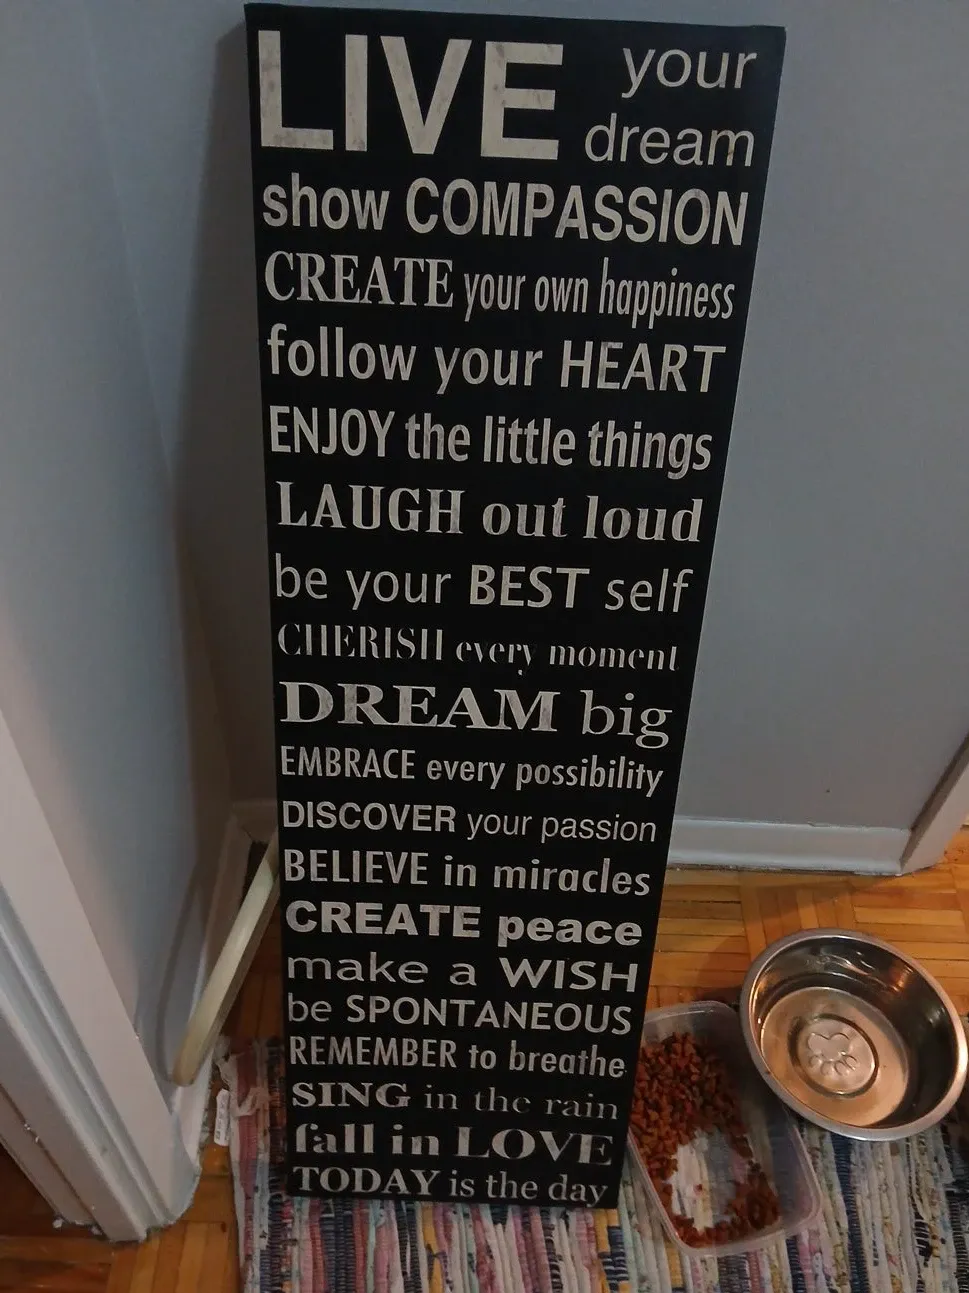 LIVE your
dream
show COMPASSION
CREATE your own happiness
follow your HEART
ENJOY the little things
LAUGH out loud
be your BEST self
CHERISH every moment
DREAM big
EMBRACE every possibility
DISCOVER your passion
BELIEVE in miracles
CREATE peace
make a WISH
be SPONTANEOUS
REMEMBER to breathe
SING in the rain
fall in LOVE
TODAY is the day